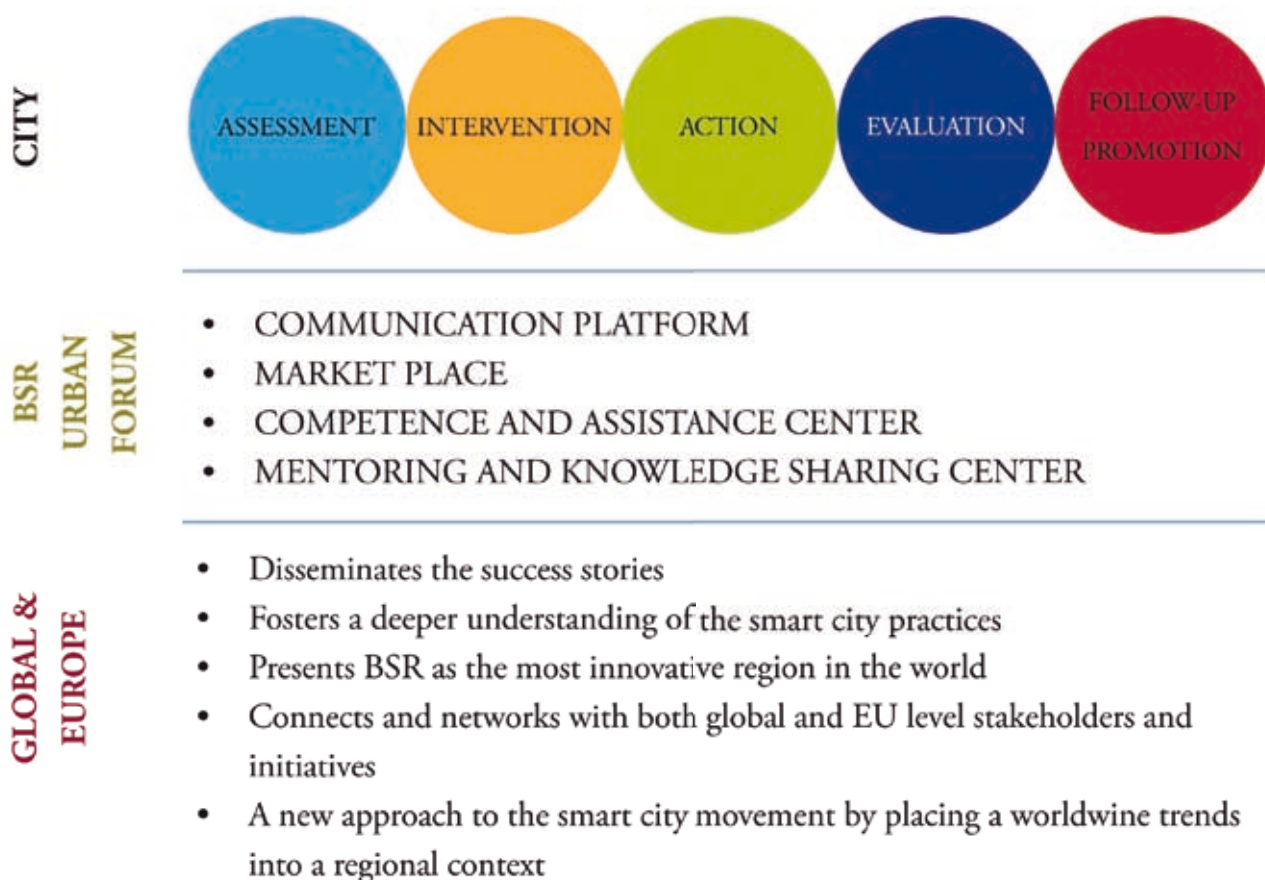 CITY
ASSESSMENT
INTERVENTION
ACTION
EVALUATION
FOLLOW-UP
PROMOTION
BSR
URBAN
FORUM
• COMMUNICATION PLATFORM
• MARKET PLACE
• COMPETENCE AND ASSISTANCE CENTER
• MENTORING AND KNOWLEDGE SHARING CENTER
GLOBAL &
EUROPE
• Disseminates the success stories
• Fosters a deeper understanding of the smart city practices
• Presents BSR as the most innovative region in the world
• Connects and networks with both global and EU level stakeholders and
initiatives
• A new approach to the smart city movement by placing a worldwine trends
into a regional context